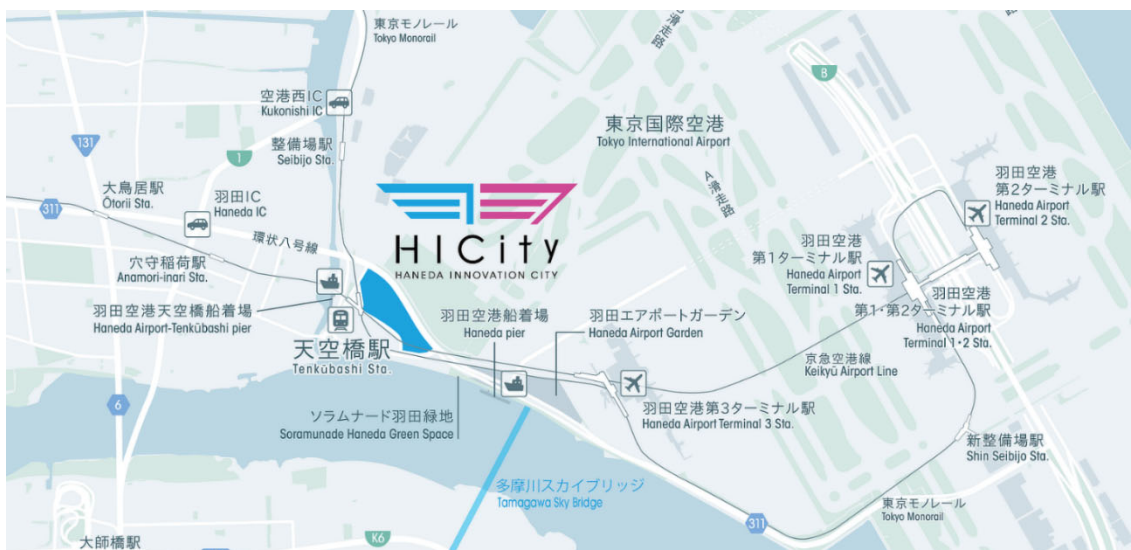 東京モノレール
Tokyo Monorail
C滑走路
8
空港西IC
Kukonishi IC
東京国際空港
Tokyo International Airport
131
整備場駅
Seibijo Sta.
1
A滑走路
羽田空港
第2ターミナル駅
Haneda Airport
Terminal 2 Sta.
大鳥居駅
Ōtorii Sta.
311
羽田IC
Haneda IC
HICity
HANEDA INNOVATION CITY
環状八号線
羽田空港
第1ターミナル駅
Haneda Airport
Terminal 1 Sta.
穴守稲荷駅
Anamori-inari Sta.
羽田空港
第1・第2ターミナル駅
Haneda Airport
Terminal 1・2 Sta.
羽田空港天空橋船着場
Haneda Airport-Tenkūbashi pier
羽田空港船着場
Haneda pier
羽田エアポートガーデン
Haneda Airport Garden
天空橋駅
Tenkūbashi Sta.
京急空港線
Keikyū Airport Line
6
ソラムナード羽田緑地
Soramunade Haneda Green Space
羽田空港第3ターミナル駅
Haneda Airport Terminal 3 Sta.
新整備場駅
Shin Seibijo Sta.
多摩川スカイブリッジ
Tamagawa Sky Bridge
東京モノレール
Tokyo Monorail
311
K6
大師橋駅